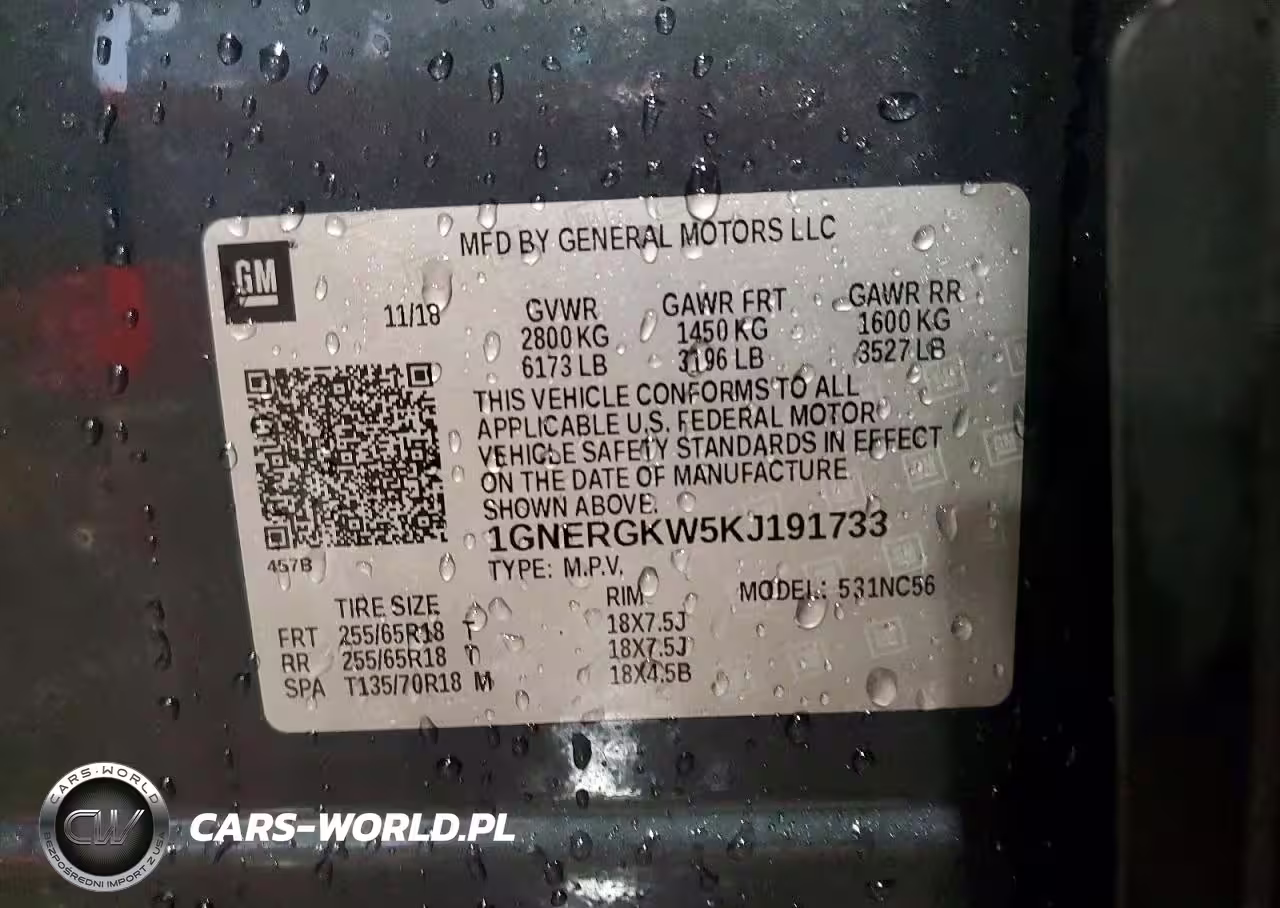 MFD BY GENERAL MOTORS LLC
GM
11/18
GVWR GAWR FRT GAWR RR
2800 KG 1450 KG 1600 KG
6173 LB 3196 LB 3527 LB
THIS VEHICLE CONFORMS TO ALL
APPLICABLE U.S. FEDERAL MOTOR
VEHICLE SAFETY STANDARDS IN EFFECT
ON THE DATE OF MANUFACTURE
SHOWN ABOVE.
1GNERGKW5KJ191733
457B
TYPE: M.P.V. MODEL: 531NC56
TIRE SIZE RIM
FRT 255/65R18 T 18X7.5J
RR 255/65R18 18X7.5J
SPA T135/70R18 M 18X4.5B
CARS-WORLD
CW
BEZPOŚREDNI IMPORT Z USA
CARS-WORLD.PL